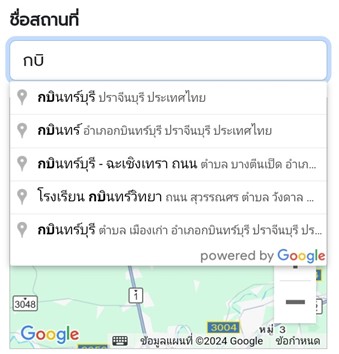 ชื่อสถานที่
กบิ
กบินทร์บุรี ปราจีนบุรี ประเทศไทย
กบินทร์ อำเภอกบินทร์บุรี ปราจีนบุรี ประเทศไทย
กบินทร์บุรี - ฉะเชิงเทรา ถนน ตำบล บางตีนเป็ด อำเภ...
โรงเรียน กบินทร์วิทยา ถนน สุวรรณศร ตำบล วังดาล ...
กบินทร์บุรี ตำบล เมืองเก่า อำเภอกบินทร์บุรี ปราจีนบุรี ปร...
powered by Google
3048
1
3004
หมู่ 3
Google
ข้อมูลแผนที่ ©2024 Google
ข้อกำหนด